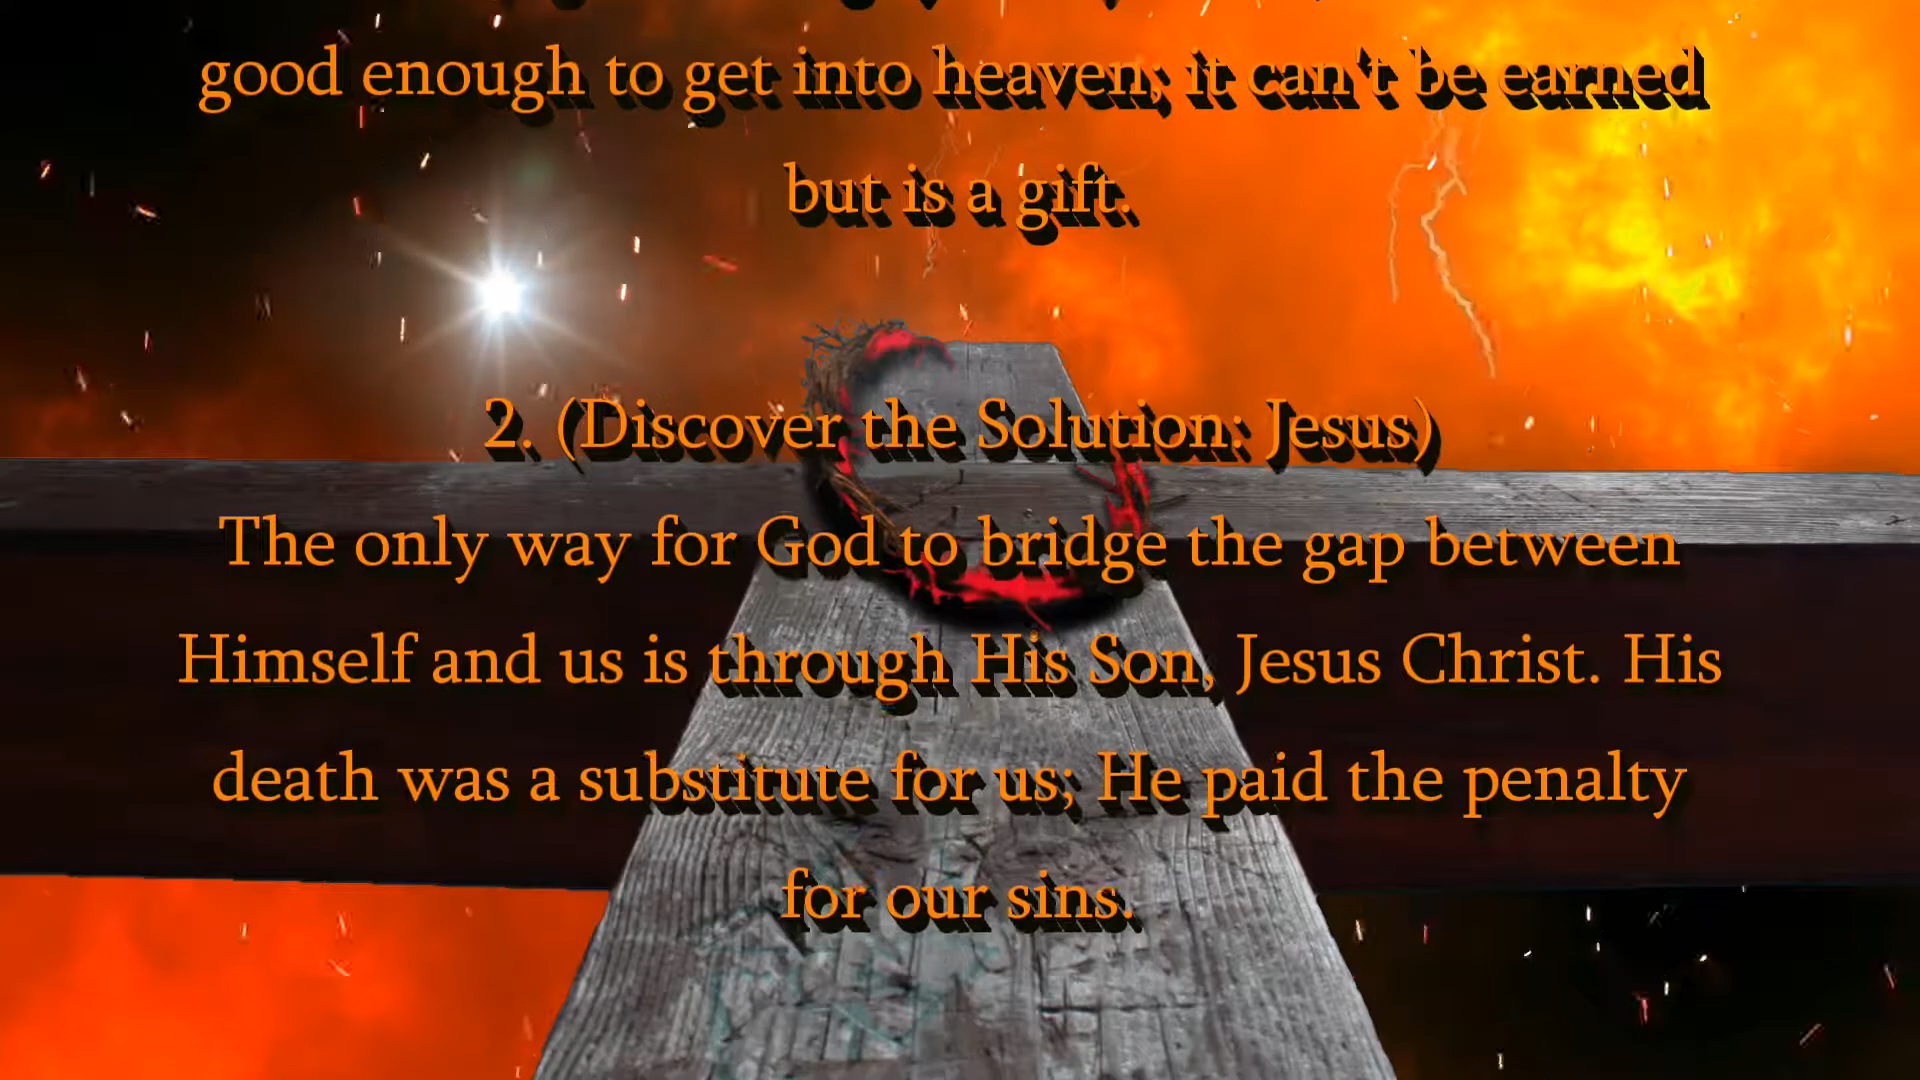 good enough to get into heaven; it can't be earned
but is a gift.
2. (Discover the Solution: Jesus)
The only way for God to bridge the gap between
Himself and us is through His Son, Jesus Christ. His
death was a substitute for us; He paid the penalty
for our sins.